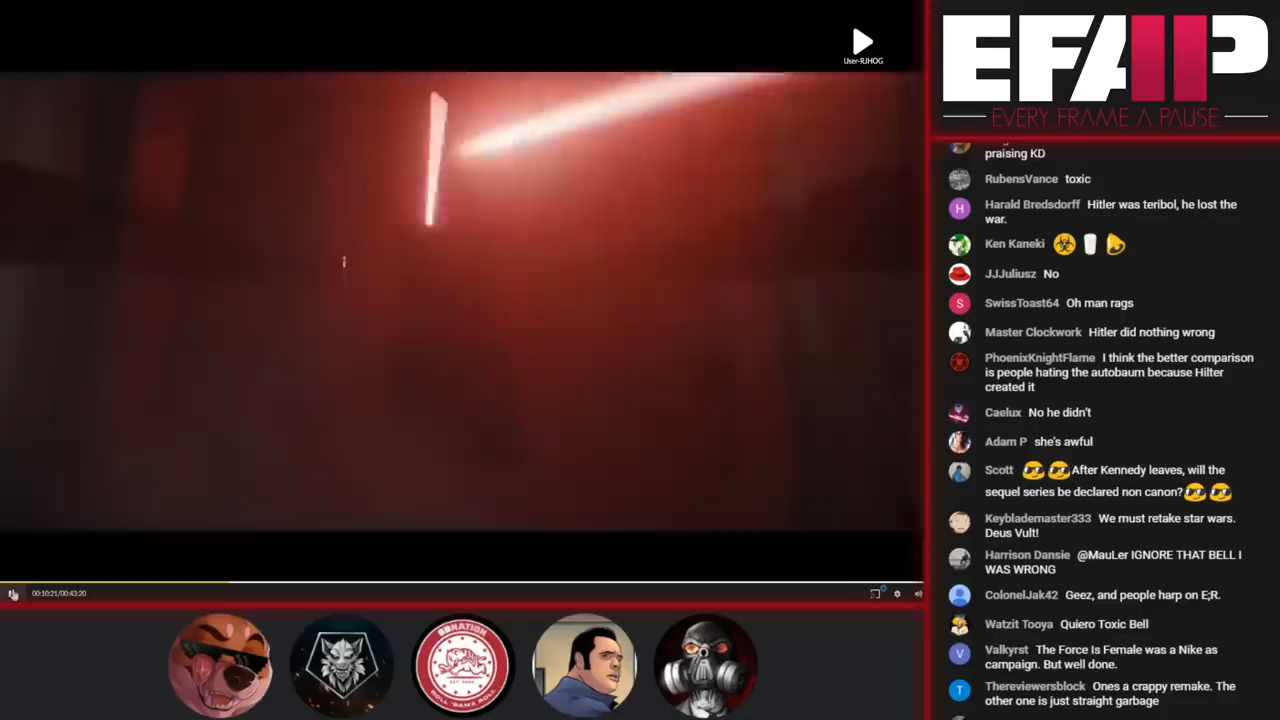 User-RJHOG
EFAP
EVERY FRAME A PAUSE
praising KD
RubensVance toxic
Harald Bredsdorff Hitler was teribol, he lost the
war.
Ken Kaneki
JJJuliusz No
SwissToast64 Oh man rags
Master Clockwork Hitler did nothing wrong
PhoenixKnightFlame I think the better comparison
is people hating the autobaum because Hilter
created it
Caelux No he didn't
Adam P she's awful
Scott After Kennedy leaves, will the
sequel series be declared non canon?
Keyblademaster333 We must retake star wars.
Deus Vult!
Harrison Dansie @MauLer IGNORE THAT BELL I
WAS WRONG
ColonelJak42 Geez, and people harp on E;R.
Watzit Tooya Quiero Toxic Bell
Valkyrst The Force Is Female was a Nike as
campaign. But well done.
Thereviewersblock Ones a crappy remake. The
other one is just straight garbage
00:10:21/00:43:20
BBNATION
ROLL 'BAMA ROLL